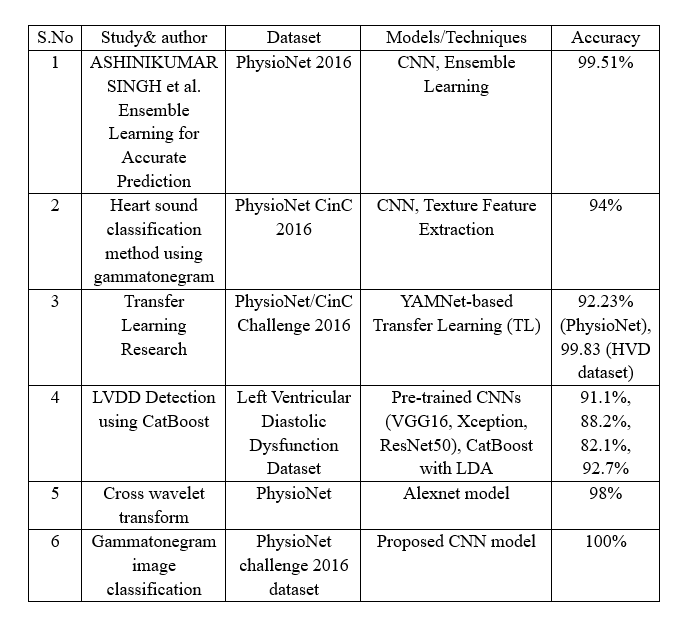 S.No Study& author Dataset Models/Techniques Accuracy
1 ASHINIKUMAR PhysioNet 2016 CNN, Ensemble 99.51%
SINGH et al. Learning
Ensemble
Learning for
Accurate
Prediction
2 Heart sound PhysioNet CinC CNN, Texture Feature 94%
classification 2016 Extraction
method using
gammatonegram
3 Transfer PhysioNet/CinC YAMNet-based 92.23%
Learning Challenge 2016 Transfer Learning (TL) (PhysioNet),
Research 99.83 (HVD
dataset)
4 LVDD Detection Left Ventricular Pre-trained CNNs 91.1%,
using CatBoost Diastolic (VGG16, Xception, 88.2%,
Dysfunction ResNet50), CatBoost 82.1%,
Dataset with LDA 92.7%
5 Cross wavelet PhysioNet Alexnet model 98%
transform
6 Gammatonegram PhysioNet Proposed CNN model 100%
image challenge 2016
classification dataset